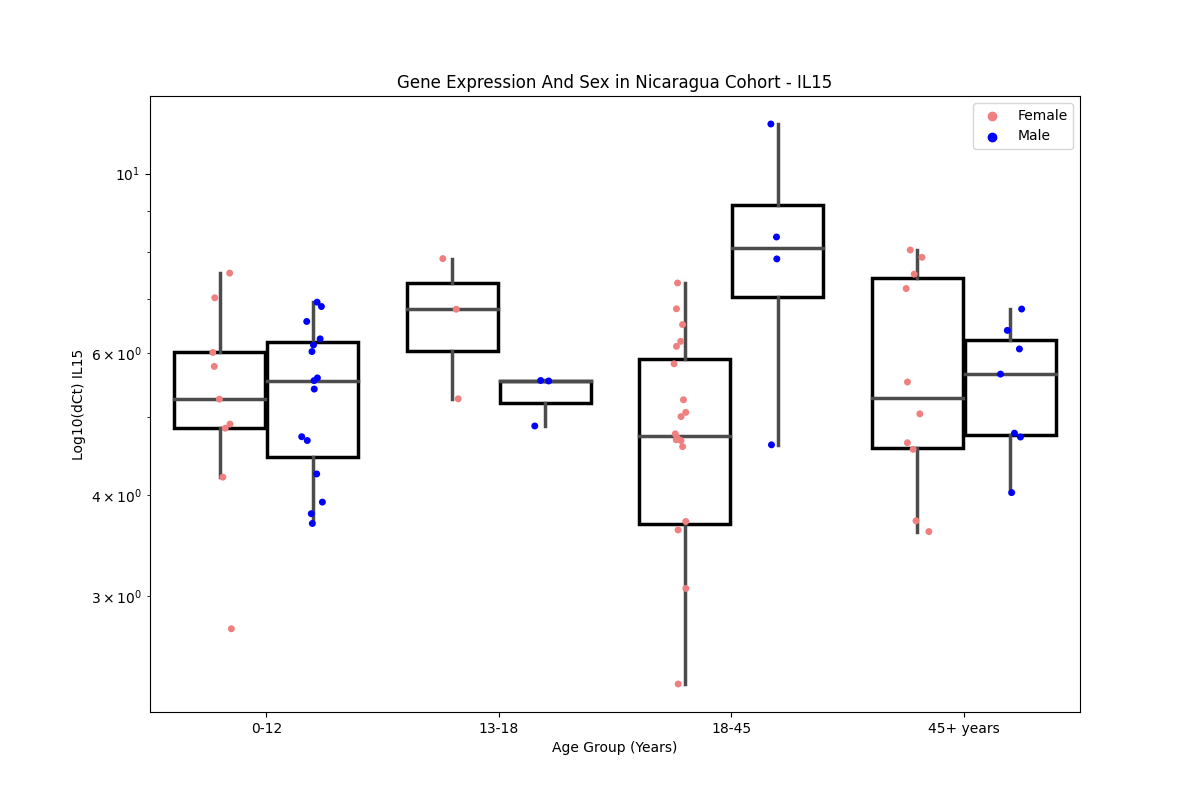 Gene Expression And Sex in Nicaragua Cohort - IL15
Female
Male
10¹
6 × 10⁰
4 × 10⁰
3 × 10⁰
Log10(dCt) IL15
0-12
13-18
18-45
45+ years
Age Group (Years)